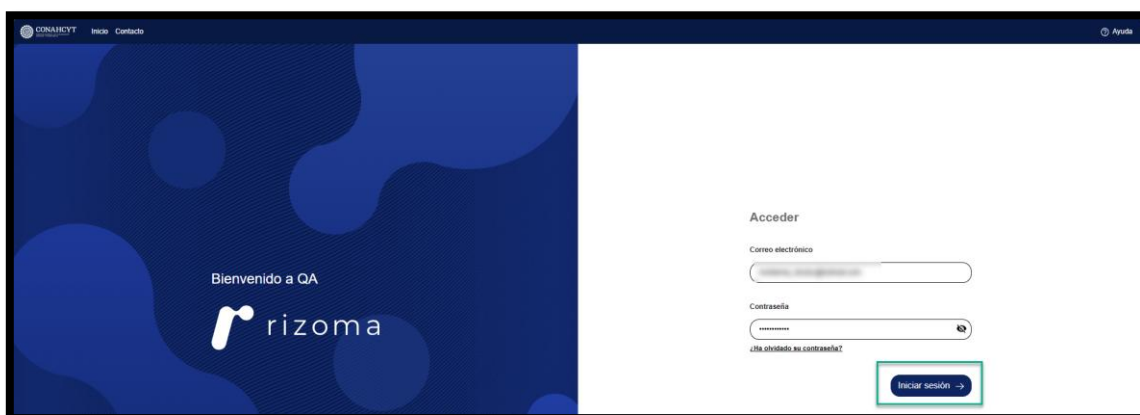 CONAHCYT Inicio Contacto
Ayuda
Bienvenido a QA
rizoma
Acceder
Correo electrónico
Contraseña
¿Ha olvidado su contraseña?
Iniciar sesión →